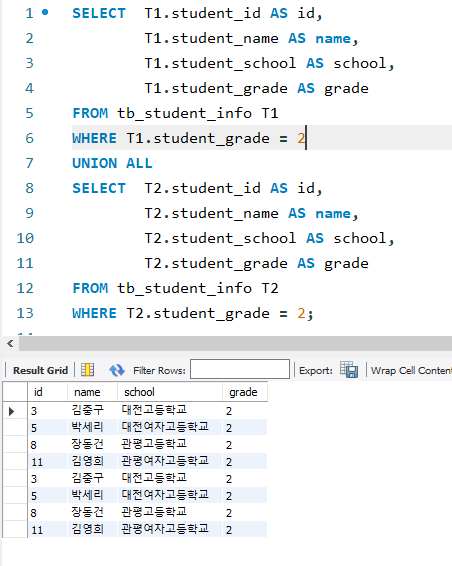 1 SELECT T1.student_id AS id,
2 T1.student_name AS name,
3 T1.student_school AS school,
4 T1.student_grade AS grade
5 FROM tb_student_info T1
6 WHERE T1.student_grade = 2
7 UNION ALL
8 SELECT T2.student_id AS id,
9 T2.student_name AS name,
10 T2.student_school AS school,
11 T2.student_grade AS grade
12 FROM tb_student_info T2
13 WHERE T2.student_grade = 2;
Result Grid Filter Rows: Export: Wrap Cell Content
id name school grade
3 김중구 대전고등학교 2
5 박세리 대전여자고등학교 2
8 장동건 관평고등학교 2
11 김영희 관평여자고등학교 2
3 김중구 대전고등학교 2
5 박세리 대전여자고등학교 2
8 장동건 관평고등학교 2
11 김영희 관평여자고등학교 2